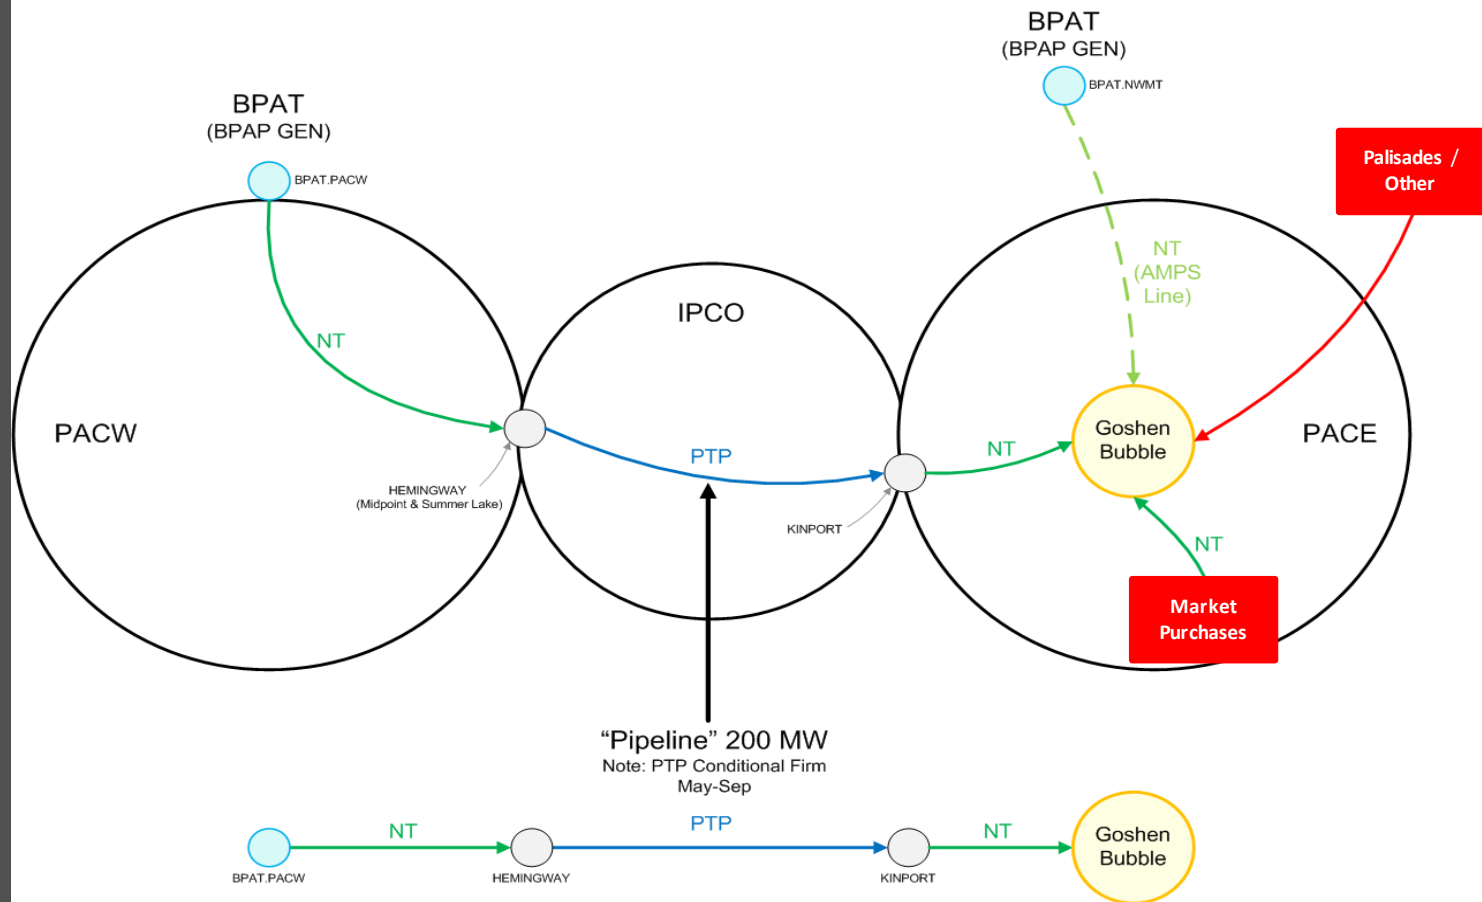 BPAT
(BPAP GEN)
BPAT.NWMT
BPAT
(BPAP GEN)
BPAT.PACW
Palisades /
Other
NT
(AMPS
Line)
IPCO
NT
PACW
Goshen
Bubble
PACE
NT
PTP
HEMINGWAY
(Midpoint & Summer Lake)
KINPORT
NT
Market
Purchases
“Pipeline” 200 MW
Note: PTP Conditional Firm
May-Sep
NT
PTP
NT
Goshen
Bubble
BPAT.PACW
HEMINGWAY
KINPORT